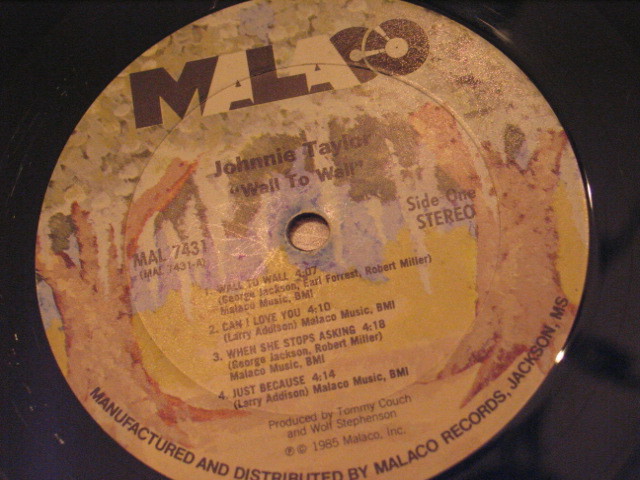 MALACO
Johnnie Taylor
"Wall To Wall"
Side One
STEREO
MAL 7431
(MAL 7431-A)
1. WALL TO WALL 4:07
(George Jackson, Earl Forrest, Robert Miller)
Malaco Music, BMI
2. CAN I LOVE YOU 4:10
(Larry Addison) Malaco Music, BMI
3. WHEN SHE STOPS ASKING 4:18
(George Jackson, Robert Miller)
Malaco Music, BMI
4. JUST BECAUSE 4:14
(Larry Addison) Malaco Music, BMI
Produced by Tommy Couch
and Wolf Stephenson
℗ © 1985 Malaco, Inc.
MANUFACTURED AND DISTRIBUTED BY MALACO RECORDS, JACKSON, MS